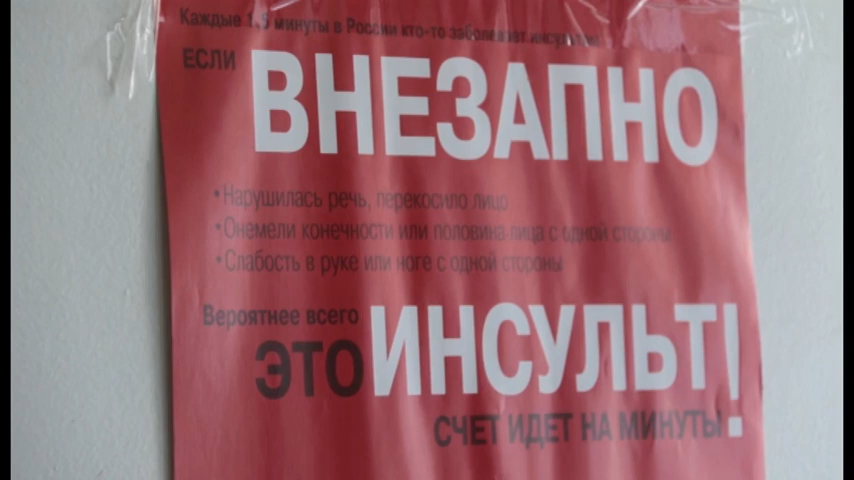 Каждые 1,5 минуты в России кто-то заболевает инсультом!
ЕСЛИ ВНЕЗАПНО
•Нарушилась речь, перекосило лицо
•Онемели конечности или половина лица с одной стороны
•Слабость в руке или ноге с одной стороны
Вероятнее всего
ЭТО ИНСУЛЬТ!
СЧЕТ ИДЕТ НА МИНУТЫ